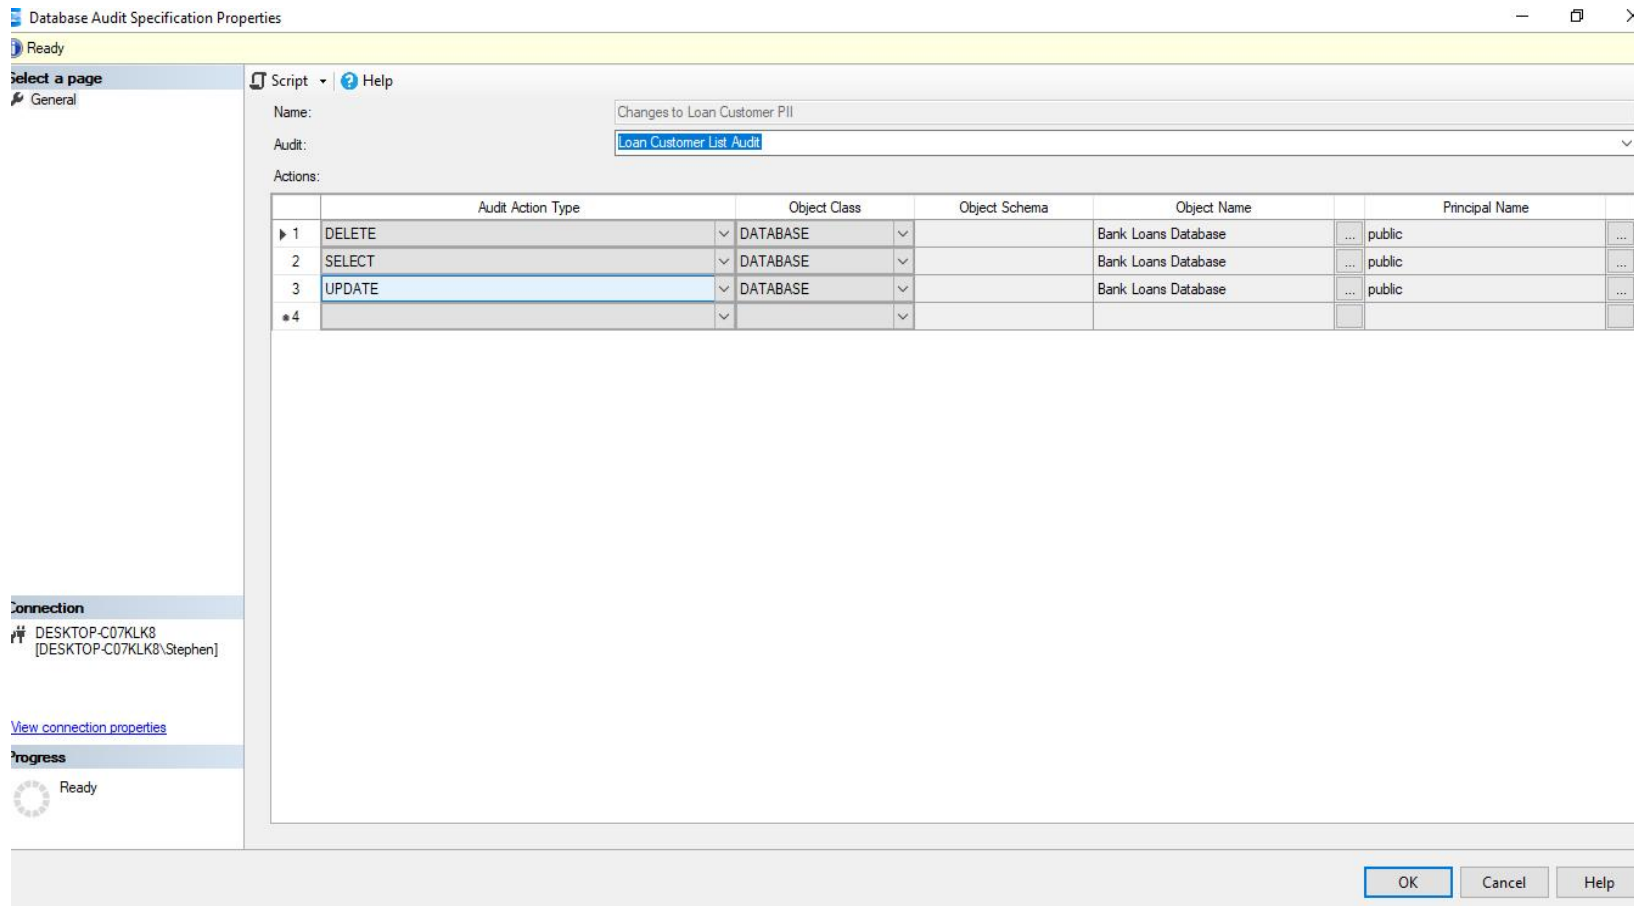 Database Audit Specification Properties
Ready
Select a page
General
Script Help
Name: Changes to Loan Customer PII
Audit: Loan Customer List Audit
Actions:
Audit Action Type Object Class Object Schema Object Name Principal Name
1 DELETE DATABASE Bank Loans Database ... public ...
2 SELECT DATABASE Bank Loans Database ... public ...
3 UPDATE DATABASE Bank Loans Database ... public ...
4
Connection
DESKTOP-C07KLK8
[DESKTOP-C07KLK8\Stephen]
View connection properties
Progress
Ready
OK Cancel Help